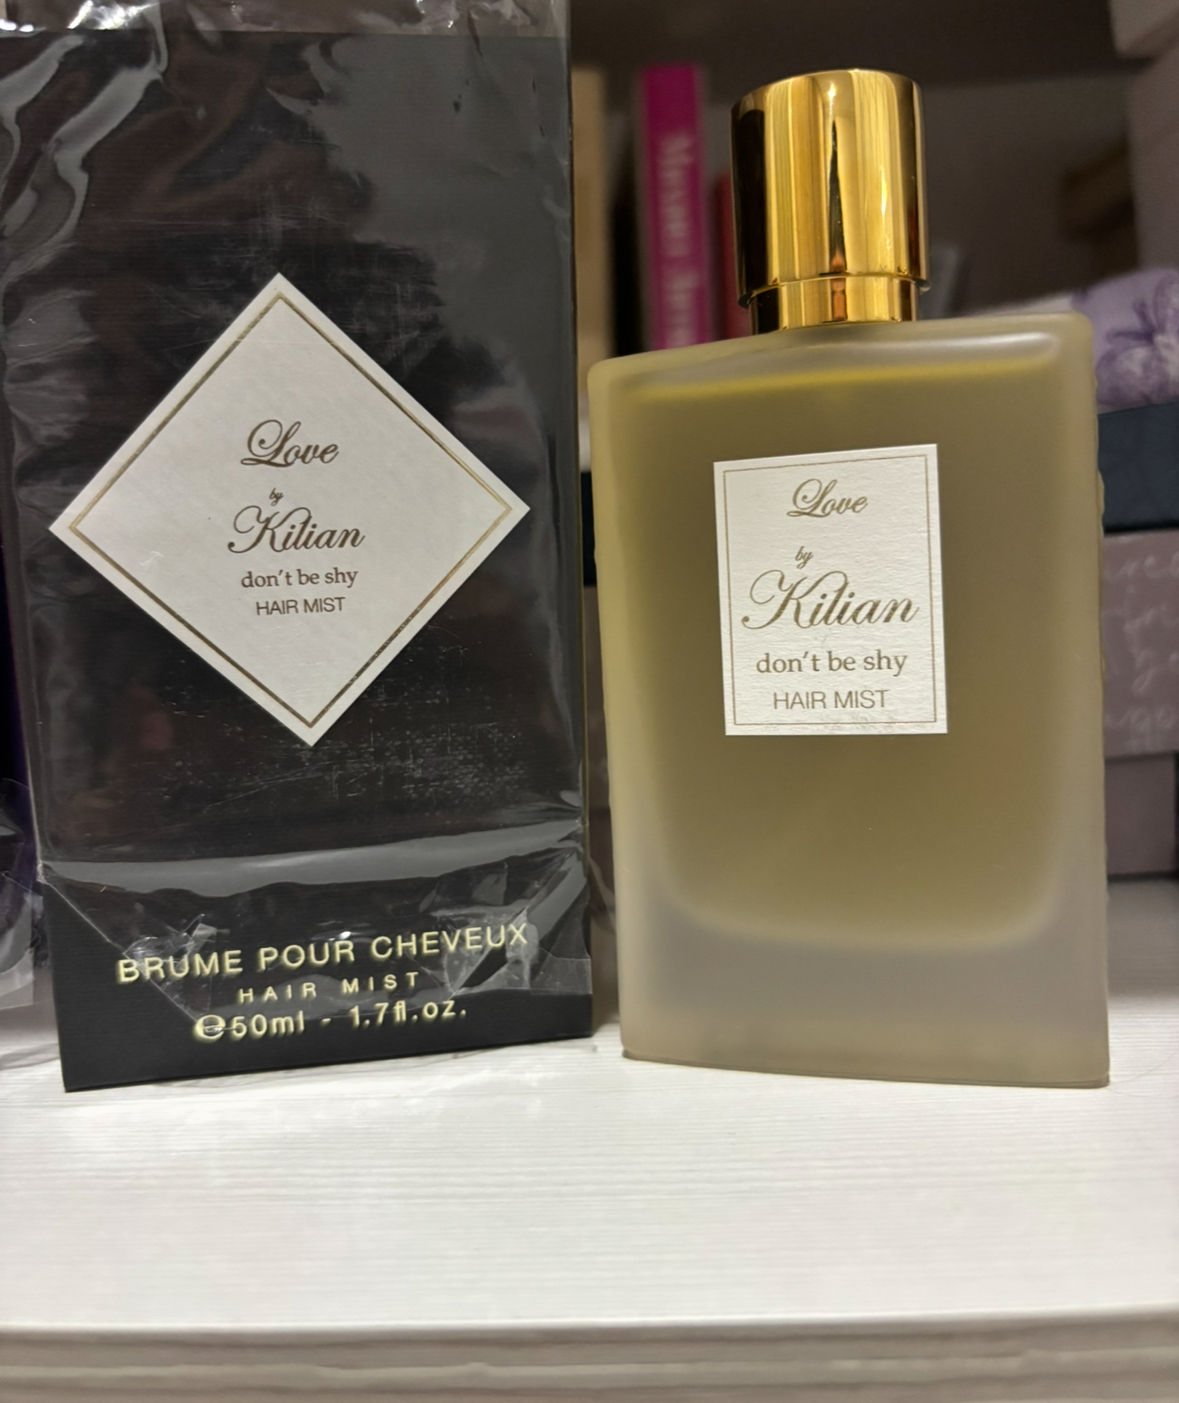 Love
by
Kilian
don't be shy
HAIR MIST
BRUME POUR CHEVEUX
HAIR MIST
℮50ml - 1.7fl.oz.
Love
by
Kilian
don't be shy
HAIR MIST